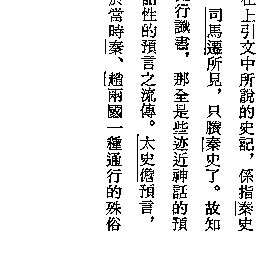 在上引文中所說的史記，係指秦史
司馬遷所見，只賸秦史了。故知
行讖書，那全是些迹近神話的預
性的預言之流傳。太史儋預言，
於當時秦、趙兩國一種通行的殊俗